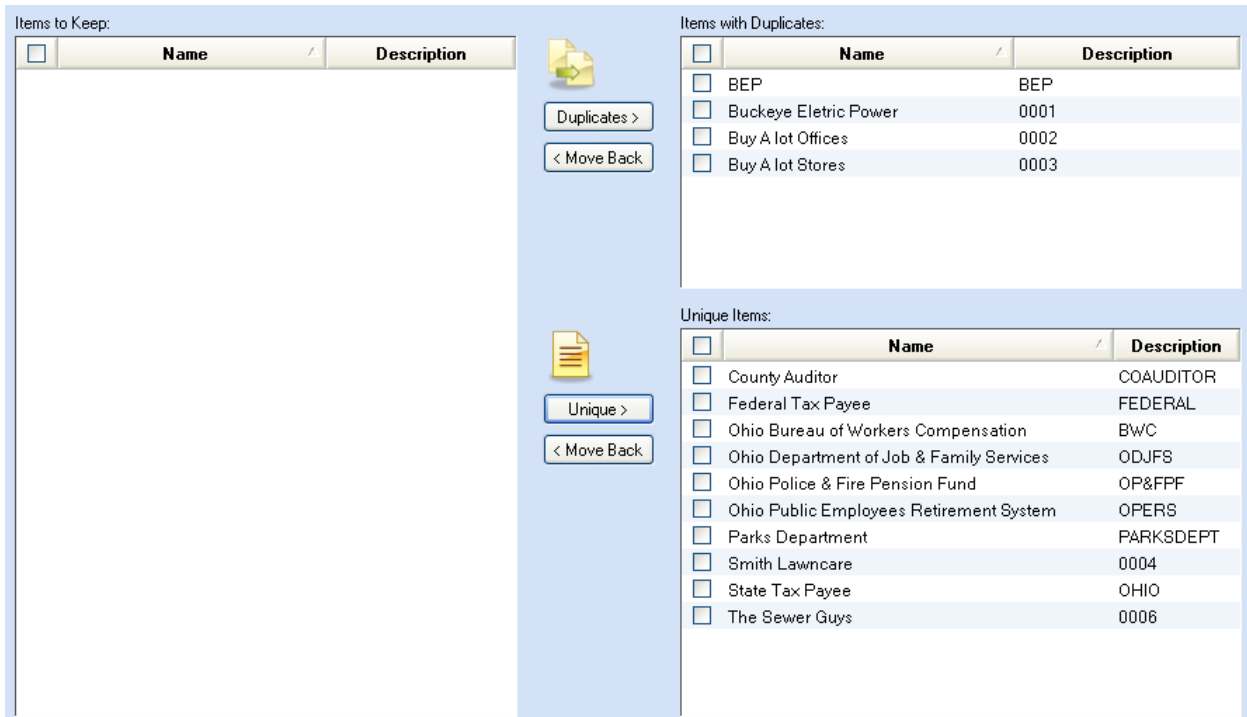 Items to Keep:
Name Description
Duplicates >
< Move Back
Items with Duplicates:
Name Description
BEP BEP
Buckeye Eletric Power 0001
Buy A lot Offices 0002
Buy A lot Stores 0003
Unique >
< Move Back
Unique Items:
Name Description
County Auditor COAUDITOR
Federal Tax Payee FEDERAL
Ohio Bureau of Workers Compensation BWC
Ohio Department of Job & Family Services ODJFS
Ohio Police & Fire Pension Fund OP&FPF
Ohio Public Employees Retirement System OPERS
Parks Department PARKSDEPT
Smith Lawncare 0004
State Tax Payee OHIO
The Sewer Guys 0006